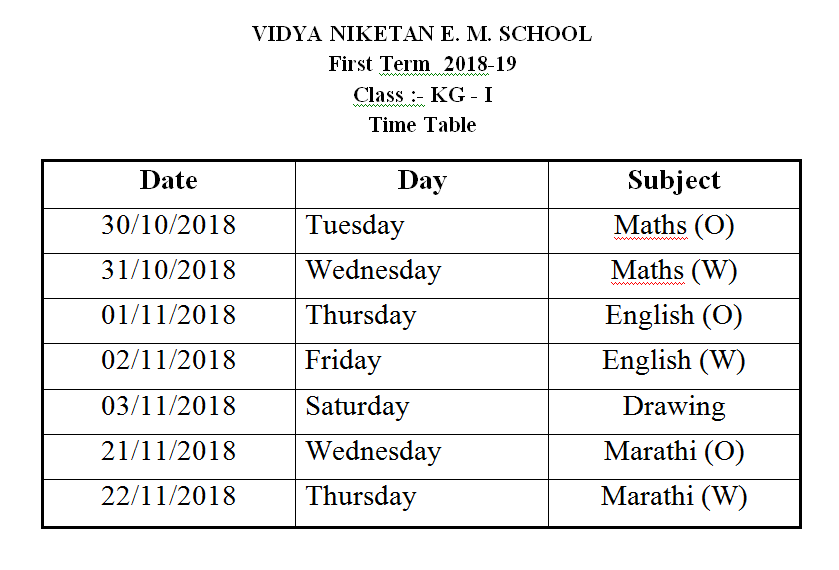 VIDYA NIKETAN E. M. SCHOOL
First Term 2018-19
Class :- KG - I
Time Table
Date Day Subject
30/10/2018 Tuesday Maths (O)
31/10/2018 Wednesday Maths (W)
01/11/2018 Thursday English (O)
02/11/2018 Friday English (W)
03/11/2018 Saturday Drawing
21/11/2018 Wednesday Marathi (O)
22/11/2018 Thursday Marathi (W)